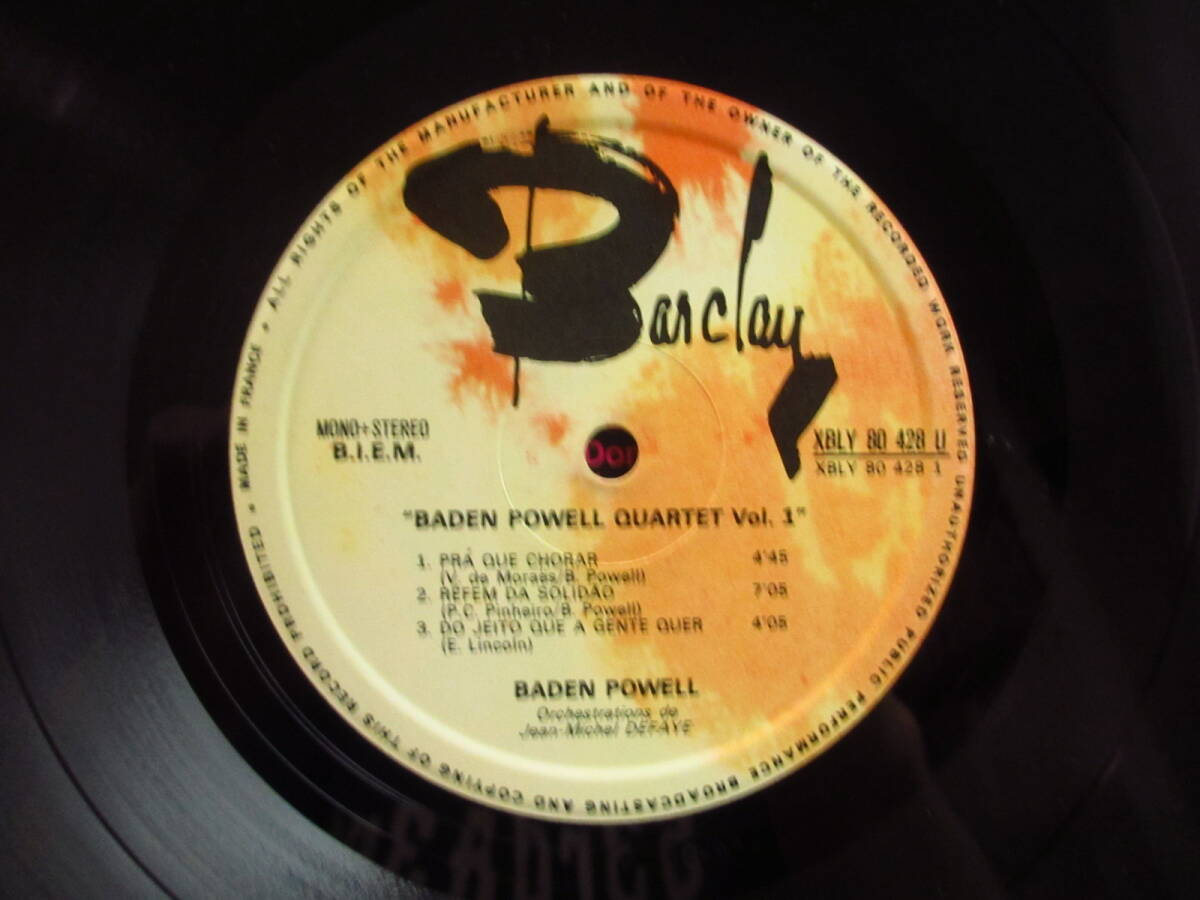 ALL RIGHTS OF THE MANUFACTURER AND OF THE OWNER OF THE RECORDED WORK RESERVED UNAUTHORIZED PUBLIC PERFORMANCE BROADCASTING AND COPYING OF THIS RECORD PROHIBITED • MADE IN FRANCE •
Barclay
MONO+STEREO
B.I.E.M.
XBLY 80 428 U
XBLY 80 428 1
Dor
"BADEN POWELL QUARTET Vol. 1"
1. PRÁ QUE CHORAR 4'45
(V. de Moraës/B. Powell)
2. REFEM DA SOLIDÃO 7'05
(P.C. Pinheiro/B. Powell)
3. DO JEITO QUE A GENTE QUER 4'05
(E. Lincoln)
BADEN POWELL
Orchestrations de
Jean-Michel DEFAYE